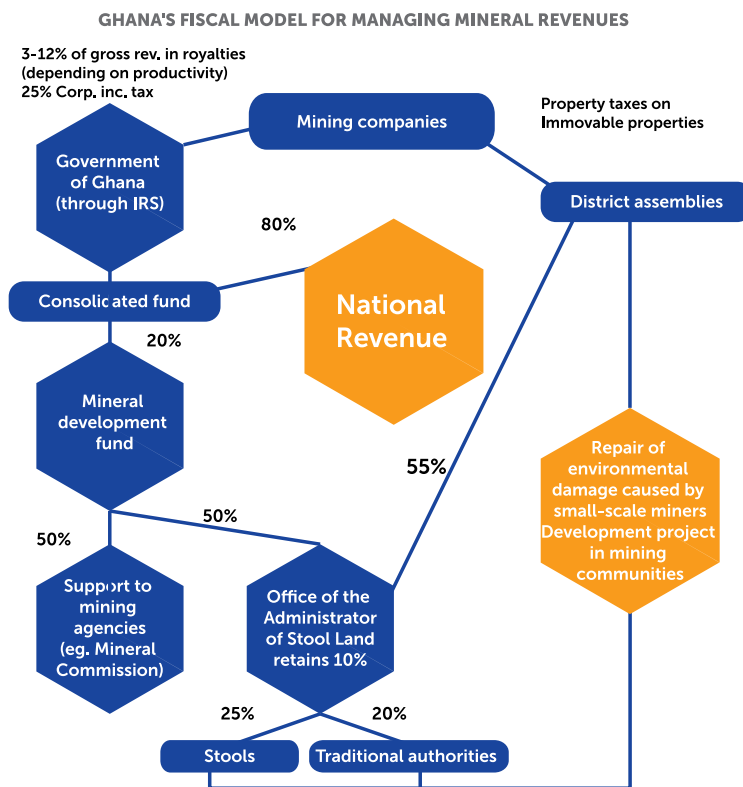 GHANA'S FISCAL MODEL FOR MANAGING MINERAL REVENUES
3-12% of gross rev. in royalties
(depending on productivity)
25% Corp. inc. tax
Mining companies
Property taxes on
Immovable properties
Government
of Ghana
(through IRS)
District assemblies
80%
Consolicated fund
National
Revenue
20%
Mineral
development
fund
55%
Repair of
environmental
damage caused by
small-scale miners
Development project
in mining
communities
50%
50%
Support to
mining
agencies
(eg. Mineral
Commission)
Office of the
Administrator
of Stool Land
retains 10%
25%
20%
Stools
Traditional authorities